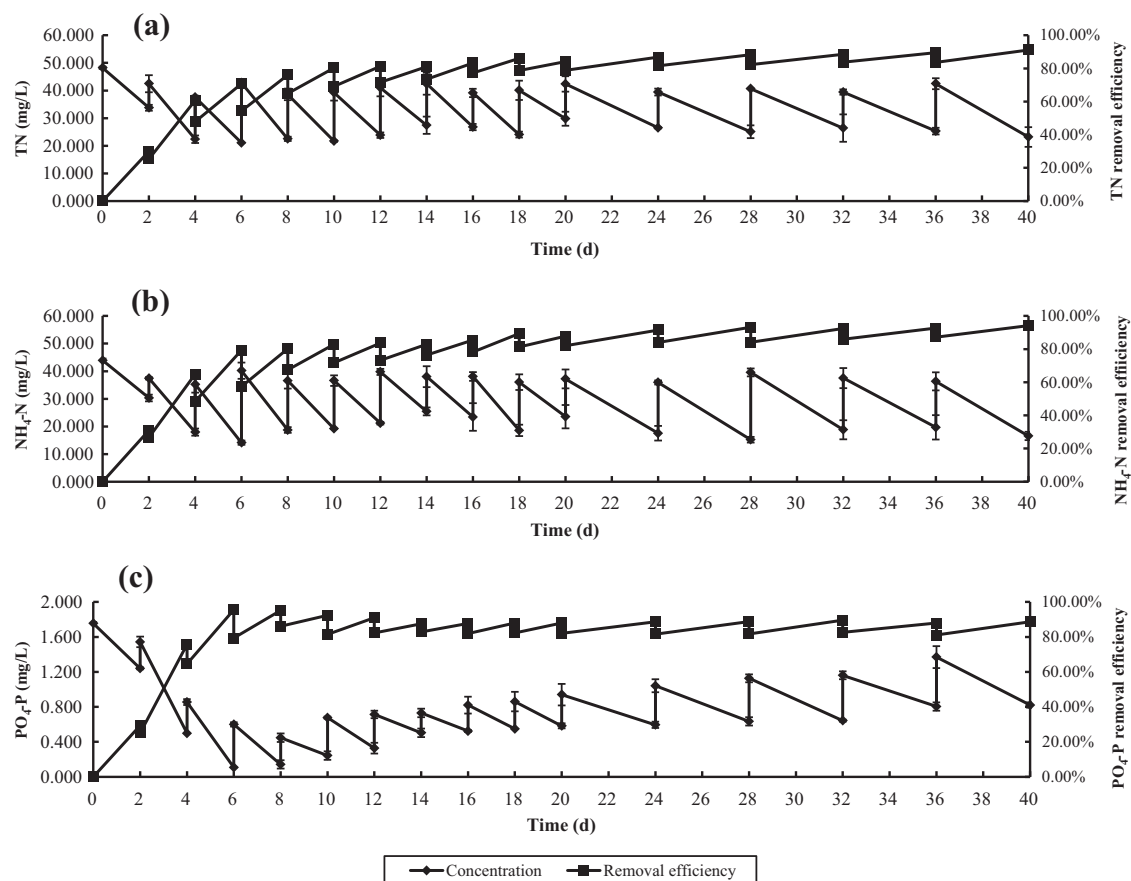 (a)
60.000
50.000
40.000
30.000
20.000
10.000
0.000
TN (mg/L)
100.00%
80.00%
60.00%
40.00%
20.00%
0.00%
TN removal efficiency
0 2 4 6 8 10 12 14 16 18 20 22 24 26 28 30 32 34 36 38 40
Time (d)
(b)
60.000
50.000
40.000
30.000
20.000
10.000
0.000
NH₄-N (mg/L)
100.00%
80.00%
60.00%
40.00%
20.00%
0.00%
NH₄-N removal effiiciency
0 2 4 6 8 10 12 14 16 18 20 22 24 26 28 30 32 34 36 38 40
Time (d)
(c)
2.000
1.600
1.200
0.800
0.400
0.000
PO₄-P (mg/L)
100.00%
80.00%
60.00%
40.00%
20.00%
0.00%
PO₄-P removal efficiency
0 2 4 6 8 10 12 14 16 18 20 22 24 26 28 30 32 34 36 38 40
Time (d)
Concentration Removal efficiency